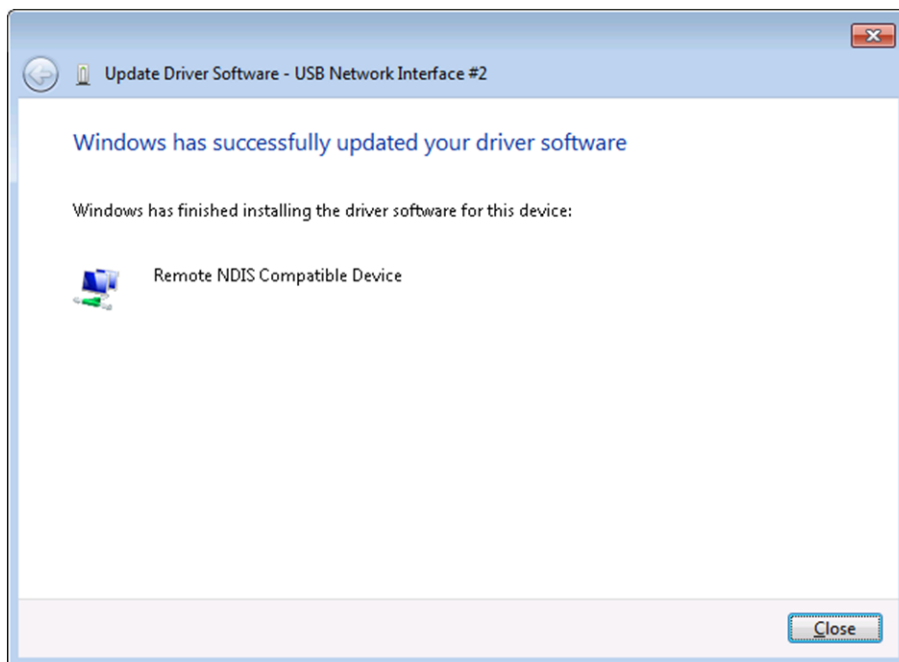 Update Driver Software - USB Network Interface #2
Windows has successfully updated your driver software
Windows has finished installing the driver software for this device:
Remote NDIS Compatible Device
Close